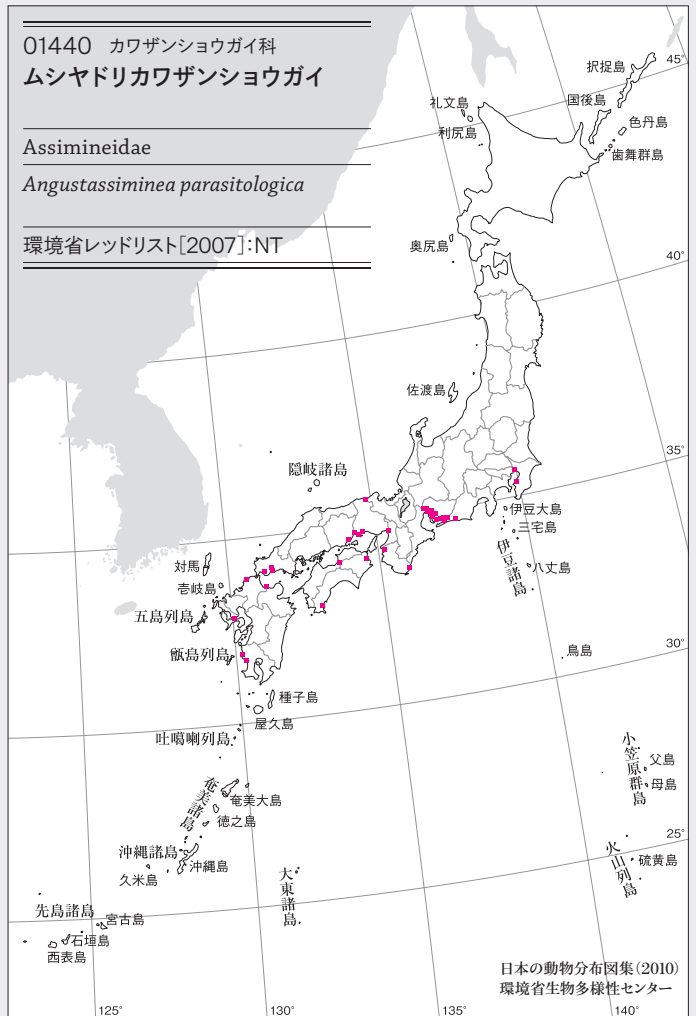 01440 カワザンショウガイ科
ムシヤドリカワザンショウガイ
Assimineidae
Angustassiminea parasitologica
環境省レッドリスト[2007]:NT
択捉島
45°
国後島
礼文島
色丹島
利尻島
歯舞群島
奥尻島
40°
佐渡島
35°
隠岐諸島
伊豆大島
三宅島
伊豆諸島
八丈島
対馬
壱岐島
五島列島
甑島列島
鳥島
30°
種子島
屋久島
吐噶喇列島
小笠原群島
父島
母島
奄美諸島
奄美大島
徳之島
25°
沖縄諸島
沖縄島
久米島
火山列島
硫黄島
大東諸島
先島諸島
宮古島
石垣島
西表島
日本の動物分布図集(2010)
環境省生物多様性センター
125°
130°
135°
140°